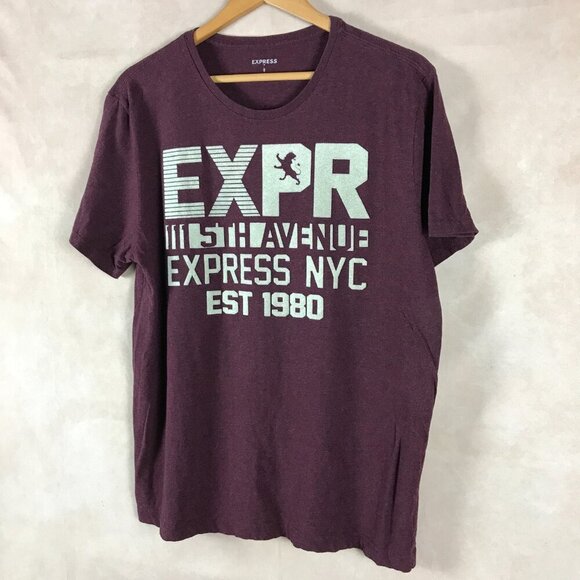 EXPRESS
EXPR
111 5TH AVENUE
EXPRESS NYC
EST 1980